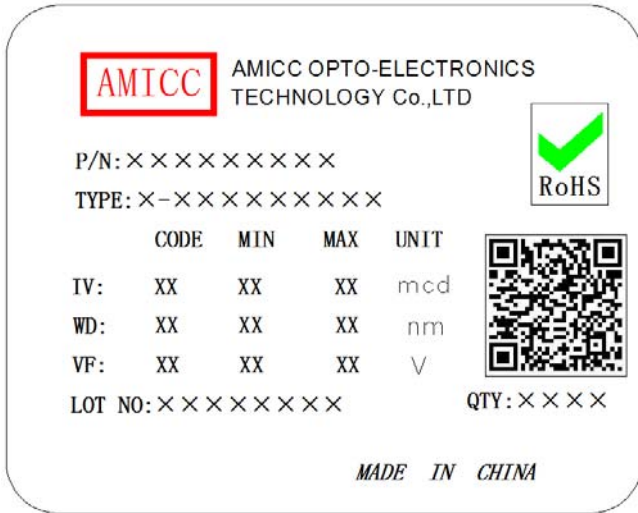 AMICC
AMICC OPTO-ELECTRONICS
TECHNOLOGY Co.,LTD
P/N:×××××××××
RoHS
TYPE:×-×××××××××
CODE MIN MAX UNIT
IV: XX XX XX mcd
WD: XX XX XX nm
VF: XX XX XX V
LOT NO:××××××××
QTY:××××
MADE IN CHINA